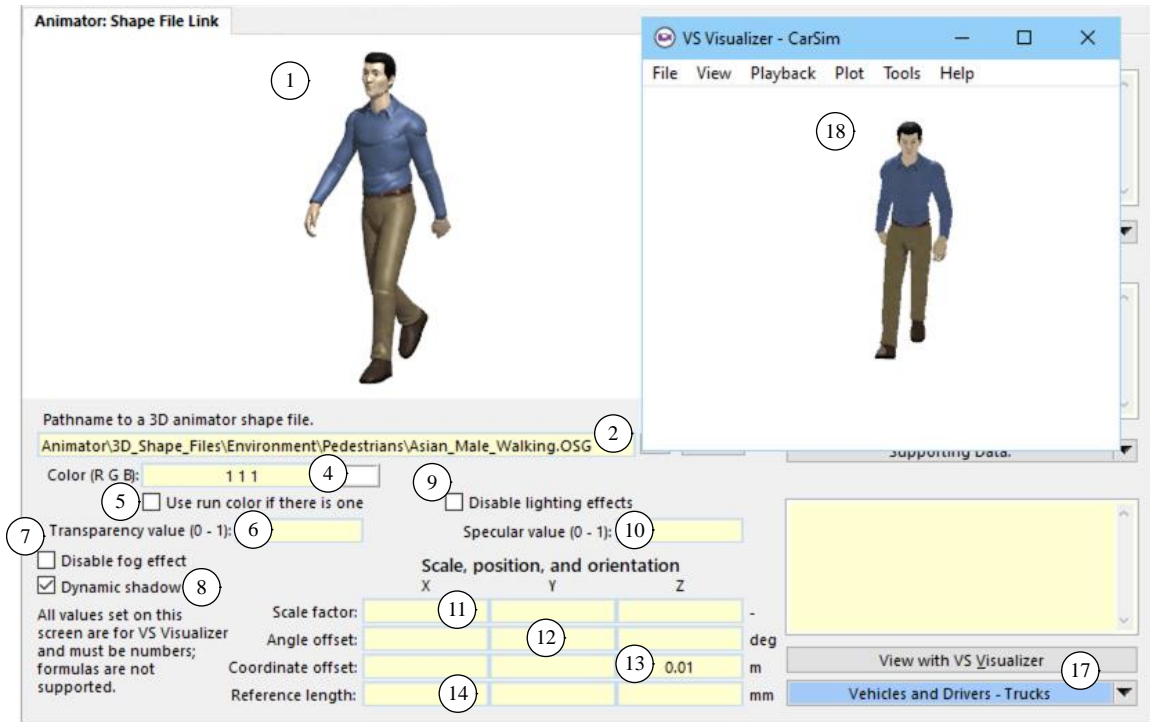 Animator: Shape File Link
VS Visualizer - CarSim
File View Playback Plot Tools Help
1
18
Pathname to a 3D animator shape file.
Animator\3D_Shape_Files\Environment\Pedestrians\Asian_Male_Walking.OSG
2
Supporting Data:
Color (R G B): 1 1 1
4
9
5
Use run color if there is one
Disable lighting effects
7
Transparency value (0 - 1):
6
Specular value (0 - 1):
10
Disable fog effect
Scale, position, and orientation
Dynamic shadow
8
X Y Z
All values set on this
screen are for VS Visualizer
and must be numbers;
formulas are not
supported.
Scale factor:
11
-
Angle offset:
12
deg
Coordinate offset:
13
0.01
m
Reference length:
14
mm
View with VS Visualizer
17
Vehicles and Drivers - Trucks